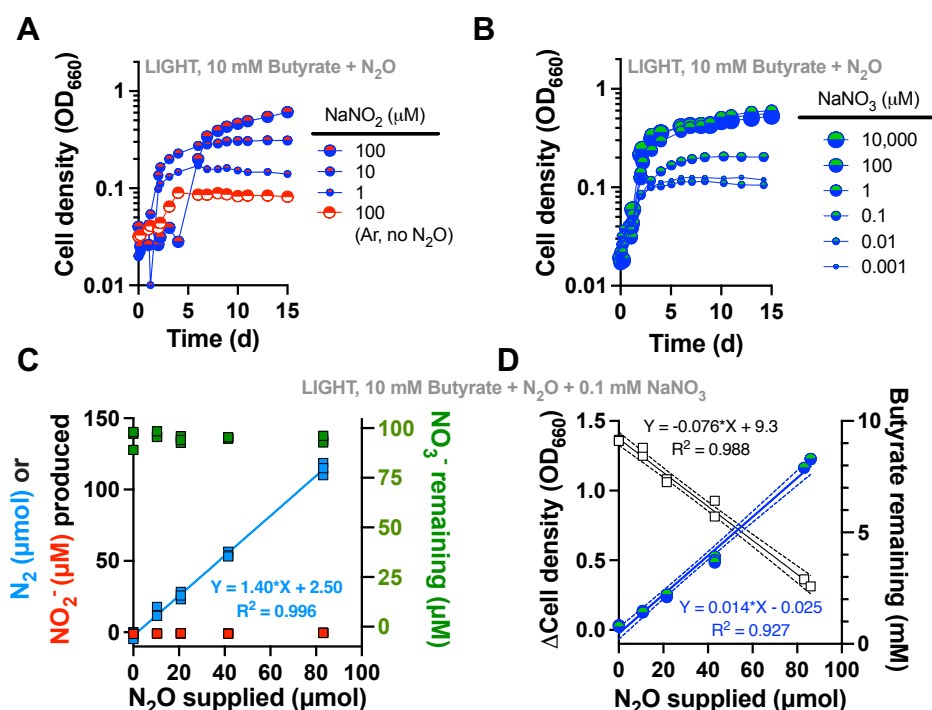 A
LIGHT, 10 mM Butyrate + N₂O
Cell density (OD₆₆₀)
1
0.1
0.01
0
5
10
15
Time (d)
NaNO₂ (μM)
100
10
1
100
(Ar, no N₂O)
B
LIGHT, 10 mM Butyrate + N₂O
Cell density (OD₆₆₀)
1
0.1
0.01
0
5
10
15
Time (d)
NaNO₃ (μM)
10,000
100
1
0.1
0.01
0.001
LIGHT, 10 mM Butyrate + N₂O + 0.1 mM NaNO₃
C
N₂ (μmol) or
NO₂⁻ (μM) produced
150
100
50
0
NO₃⁻ remaining
(μM)
100
75
50
25
0
Y = 1.40*X + 2.50
R² = 0.996
0
20
40
60
80
100
N₂O supplied (μmol)
D
ΔCell density (OD₆₆₀)
1.5
1.0
0.5
0.0
Butyrate remaining
(mM)
10
8
6
4
2
0
Y = -0.076*X + 9.3
R² = 0.988
Y = 0.014*X - 0.025
R² = 0.927
0
20
40
60
80
100
N₂O supplied (μmol)